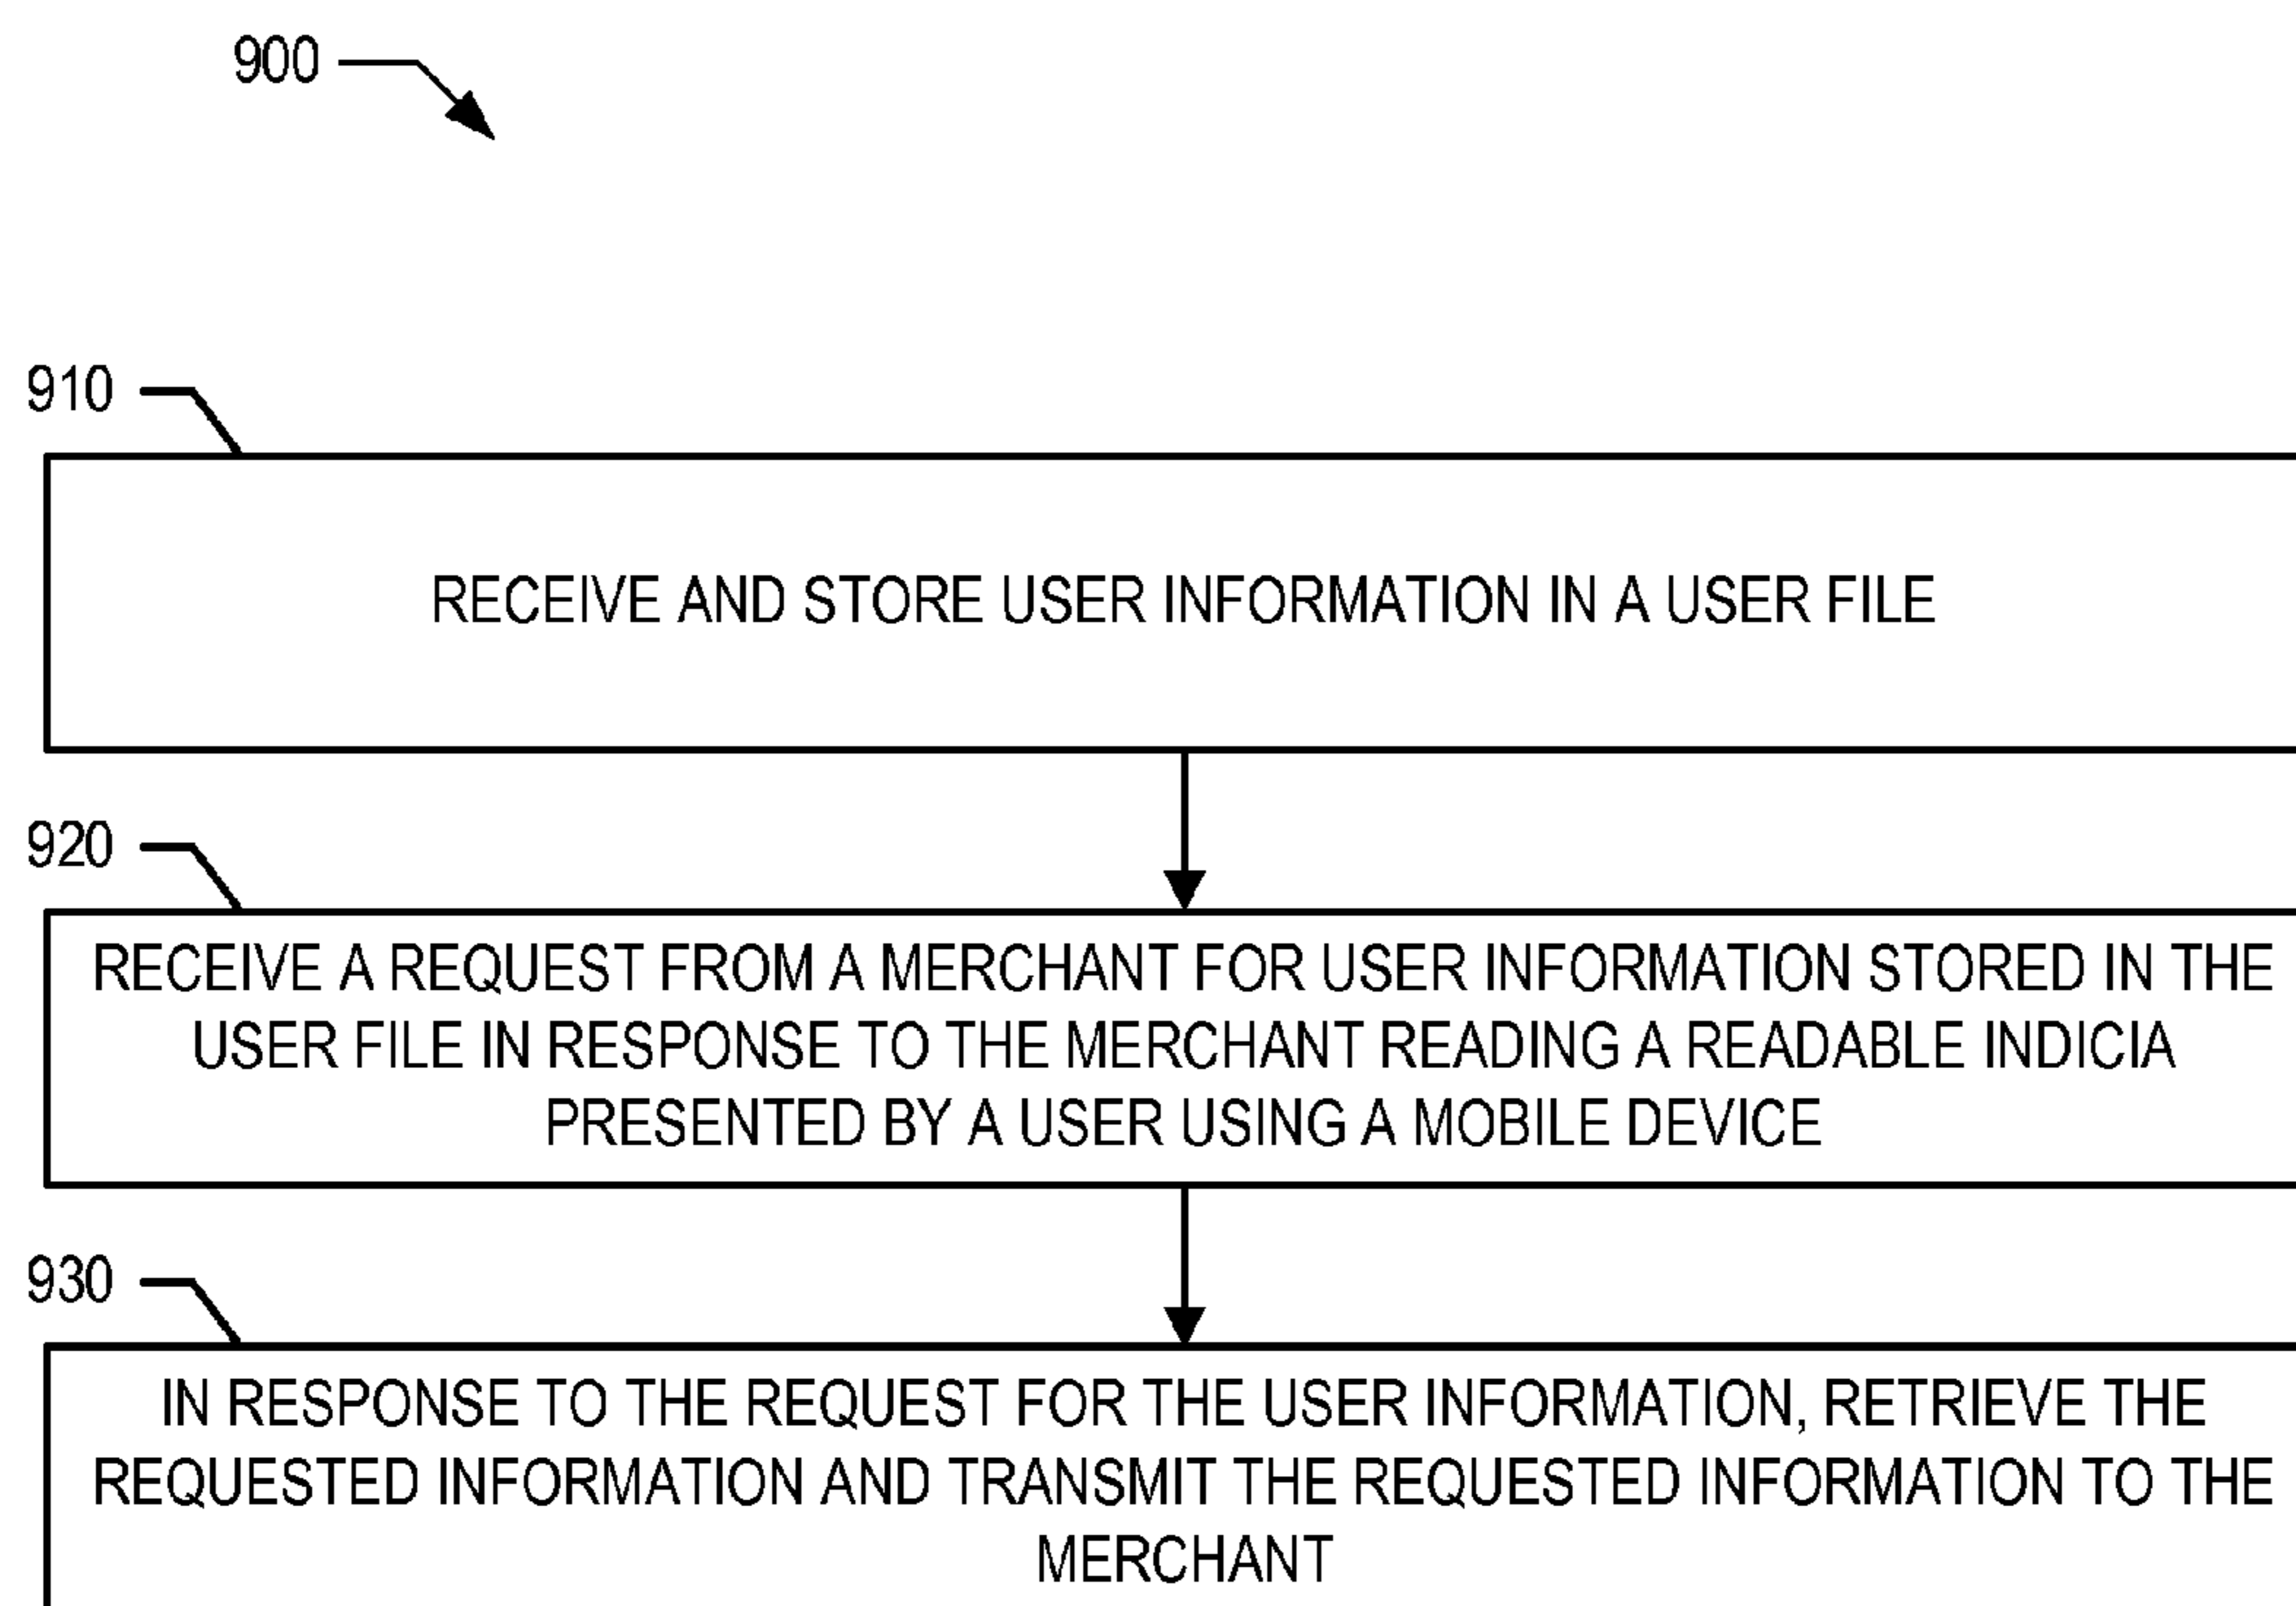 900
910
RECEIVE AND STORE USER INFORMATION IN A USER FILE
920
RECEIVE A REQUEST FROM A MERCHANT FOR USER INFORMATION STORED IN THE
USER FILE IN RESPONSE TO THE MERCHANT READING A READABLE INDICIA
PRESENTED BY A USER USING A MOBILE DEVICE
930
IN RESPONSE TO THE REQUEST FOR THE USER INFORMATION, RETRIEVE THE
REQUESTED INFORMATION AND TRANSMIT THE REQUESTED INFORMATION TO THE
MERCHANT